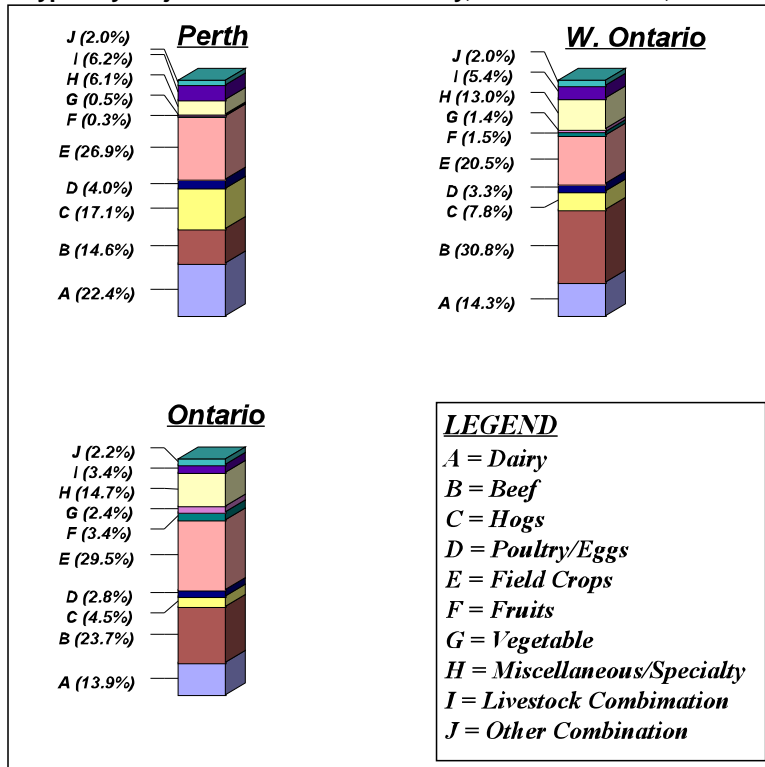 Perth
J (2.0%)
I (6.2%)
H (6.1%)
G (0.5%)
F (0.3%)
E (26.9%)
D (4.0%)
C (17.1%)
B (14.6%)
A (22.4%)
W. Ontario
J (2.0%)
I (5.4%)
H (13.0%)
G (1.4%)
F (1.5%)
E (20.5%)
D (3.3%)
C (7.8%)
B (30.8%)
A (14.3%)
Ontario
J (2.2%)
I (3.4%)
H (14.7%)
G (2.4%)
F (3.4%)
E (29.5%)
D (2.8%)
C (4.5%)
B (23.7%)
A (13.9%)
LEGEND
A = Dairy
B = Beef
C = Hogs
D = Poultry/Eggs
E = Field Crops
F = Fruits
G = Vegetable
H = Miscellaneous/Specialty
I = Livestock Combimation
J = Other Combination